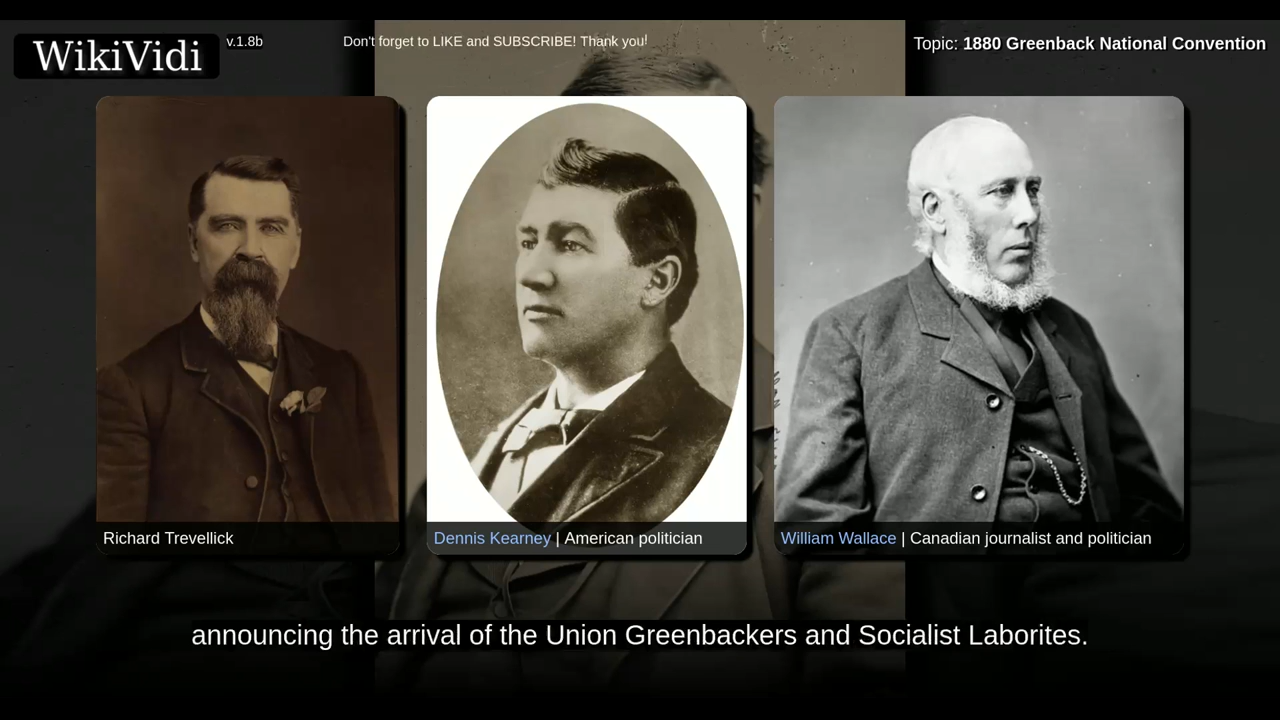 WikiVidi
v.1.8b
Don't forget to LIKE and SUBSCRIBE! Thank you!
Topic: 1880 Greenback National Convention
Richard Trevellick
Dennis Kearney | American politician
William Wallace | Canadian journalist and politician
announcing the arrival of the Union Greenbackers and Socialist Laborites.